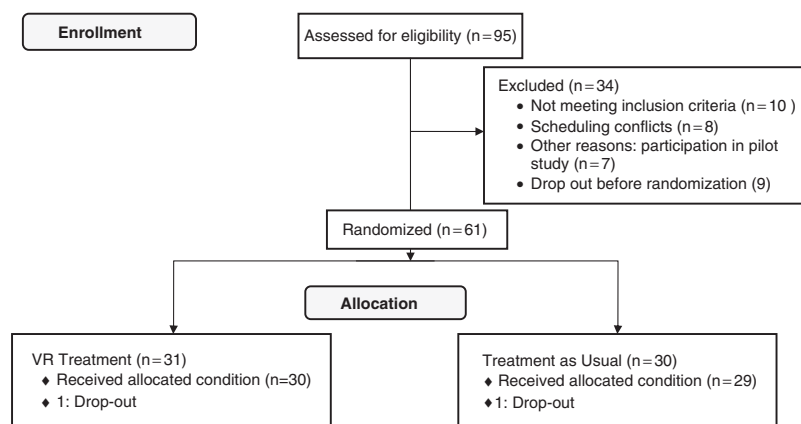 Enrollment
Assessed for eligibility (n=95)
Excluded (n=34)
• Not meeting inclusion criteria (n=10 )
• Scheduling conflicts (n=8)
• Other reasons: participation in pilot
study (n=7)
• Drop out before randomization (9)
Randomized (n=61)
Allocation
VR Treatment (n=31)
♦ Received allocated condition (n=30)
♦ 1: Drop-out
Treatment as Usual (n=30)
♦ Received allocated condition (n=29)
♦1: Drop-out